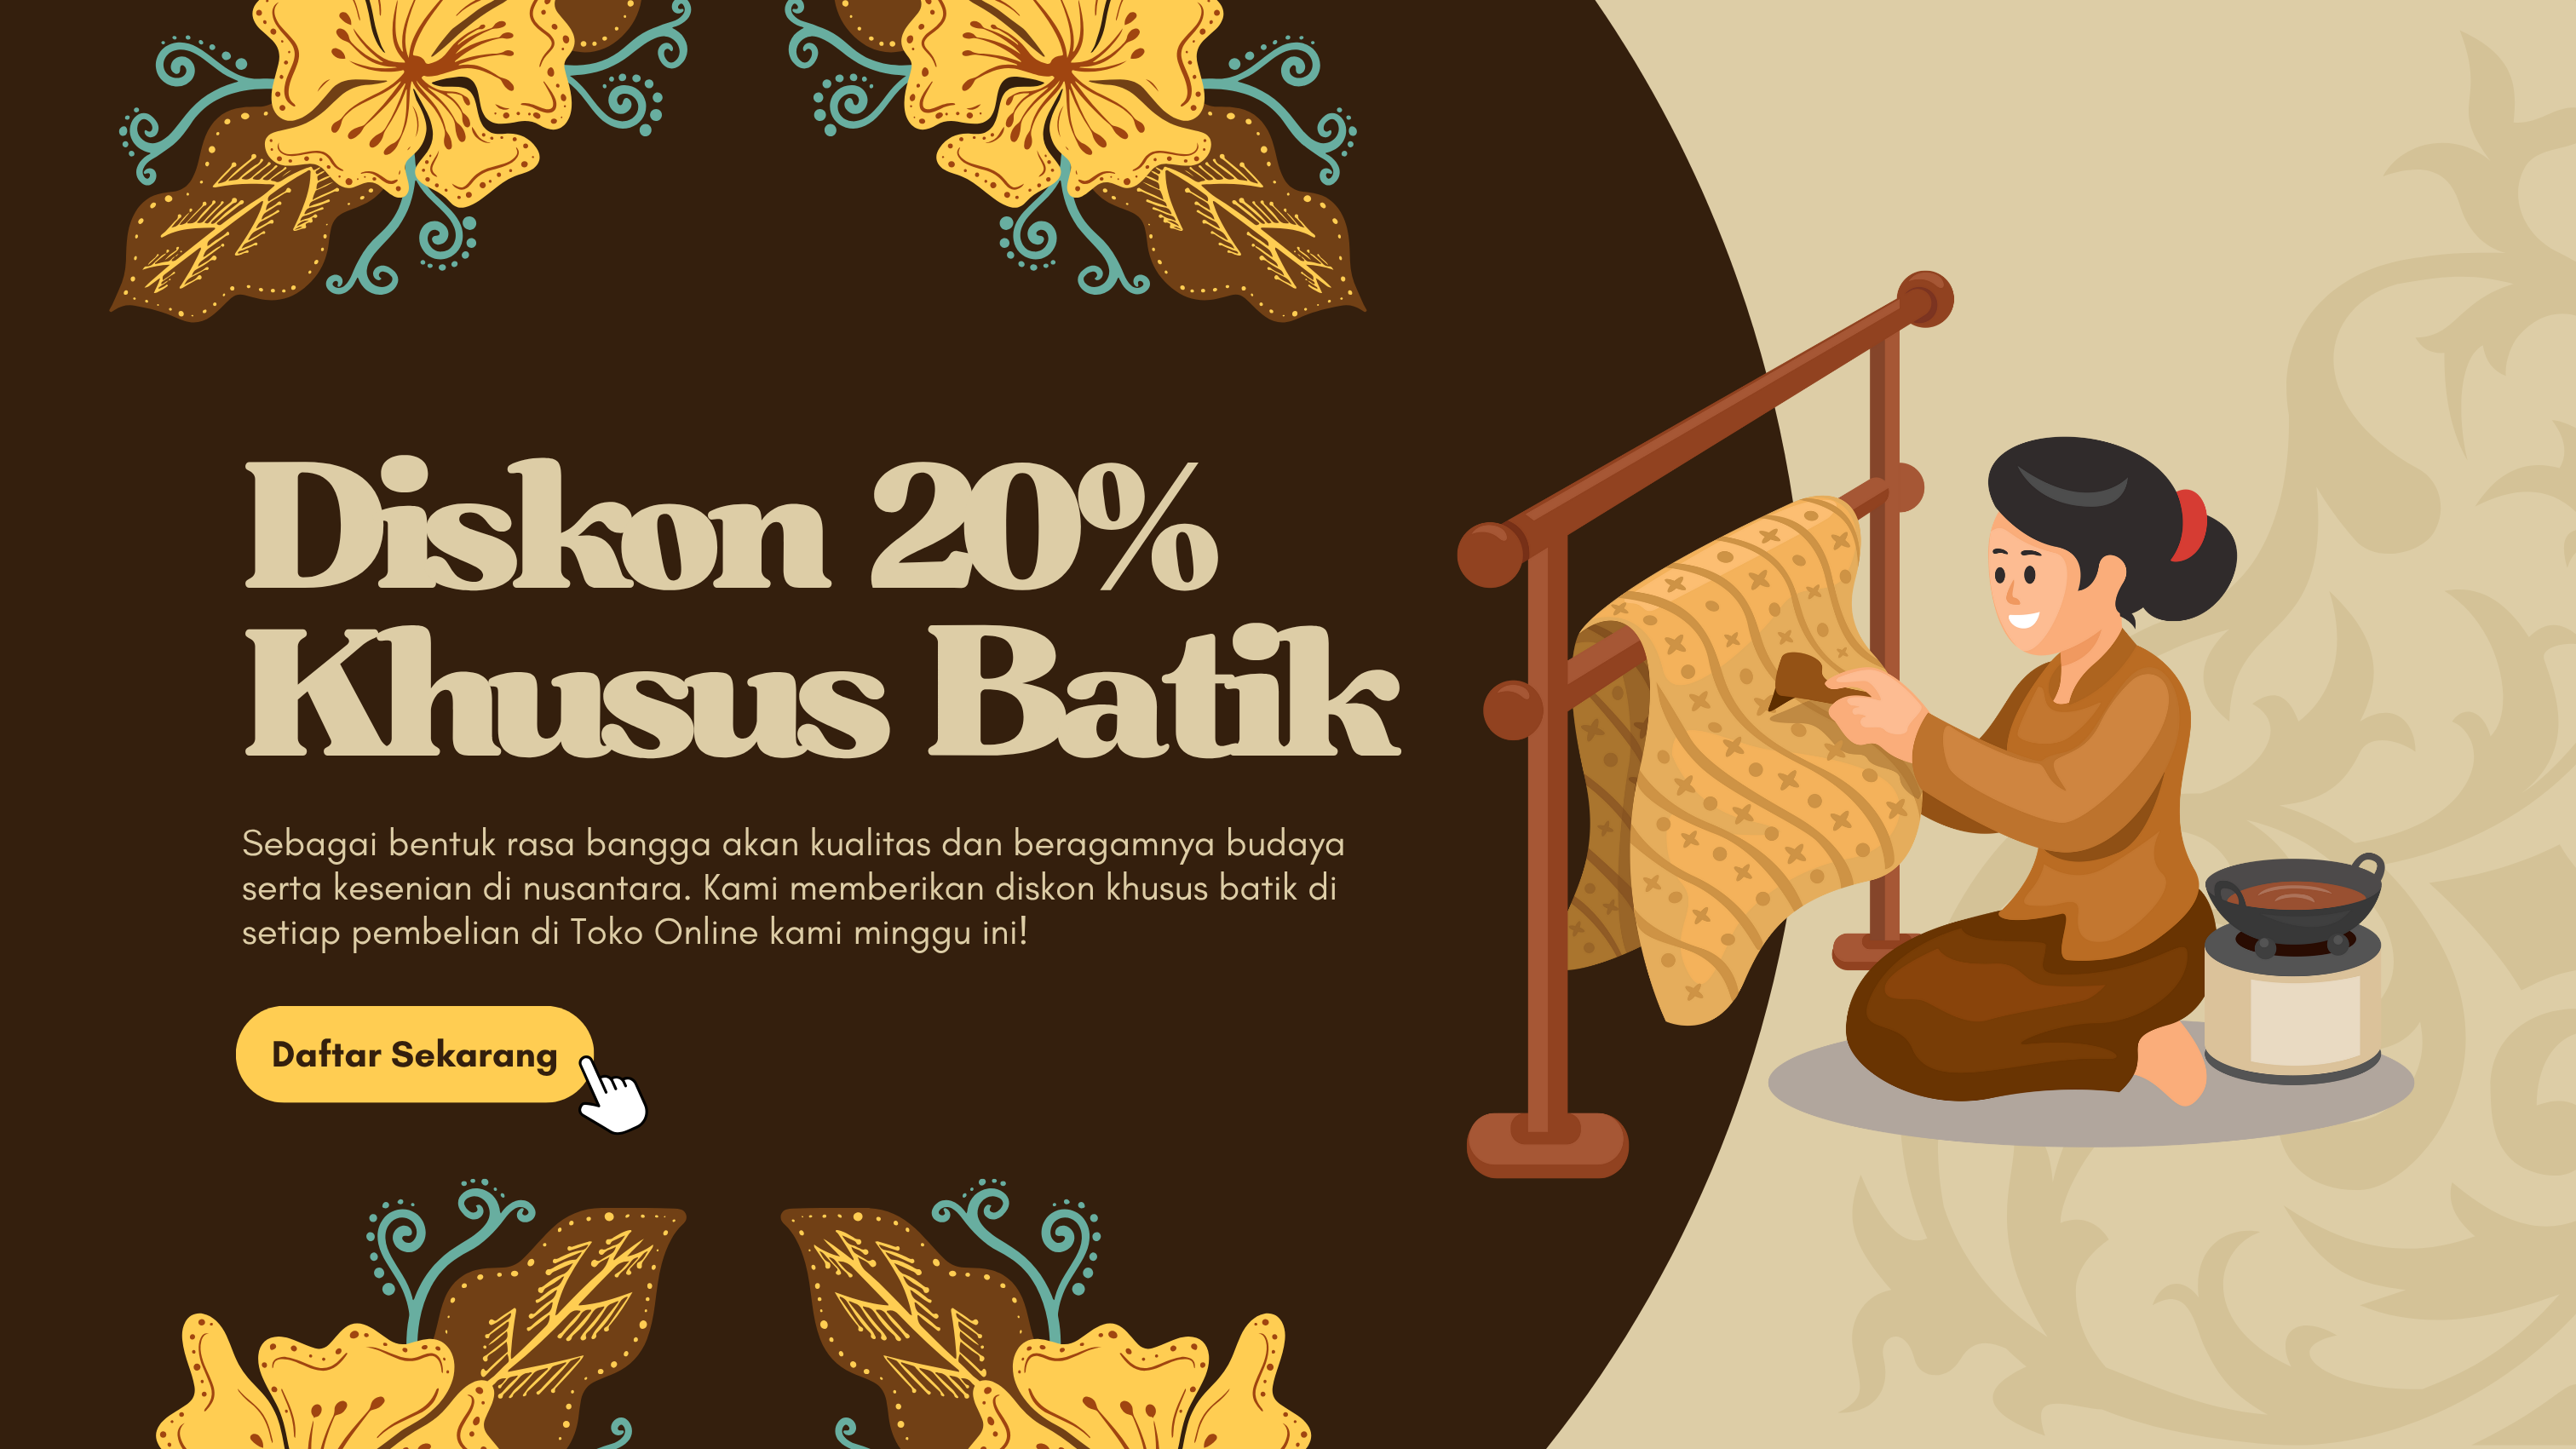 Diskon 20%
Khusus Batik
Sebagai bentuk rasa bangga akan kualitas dan beragamnya budaya
serta kesenian di nusantara. Kami memberikan diskon khusus batik di
setiap pembelian di Toko Online kami minggu ini!
Daftar Sekarang